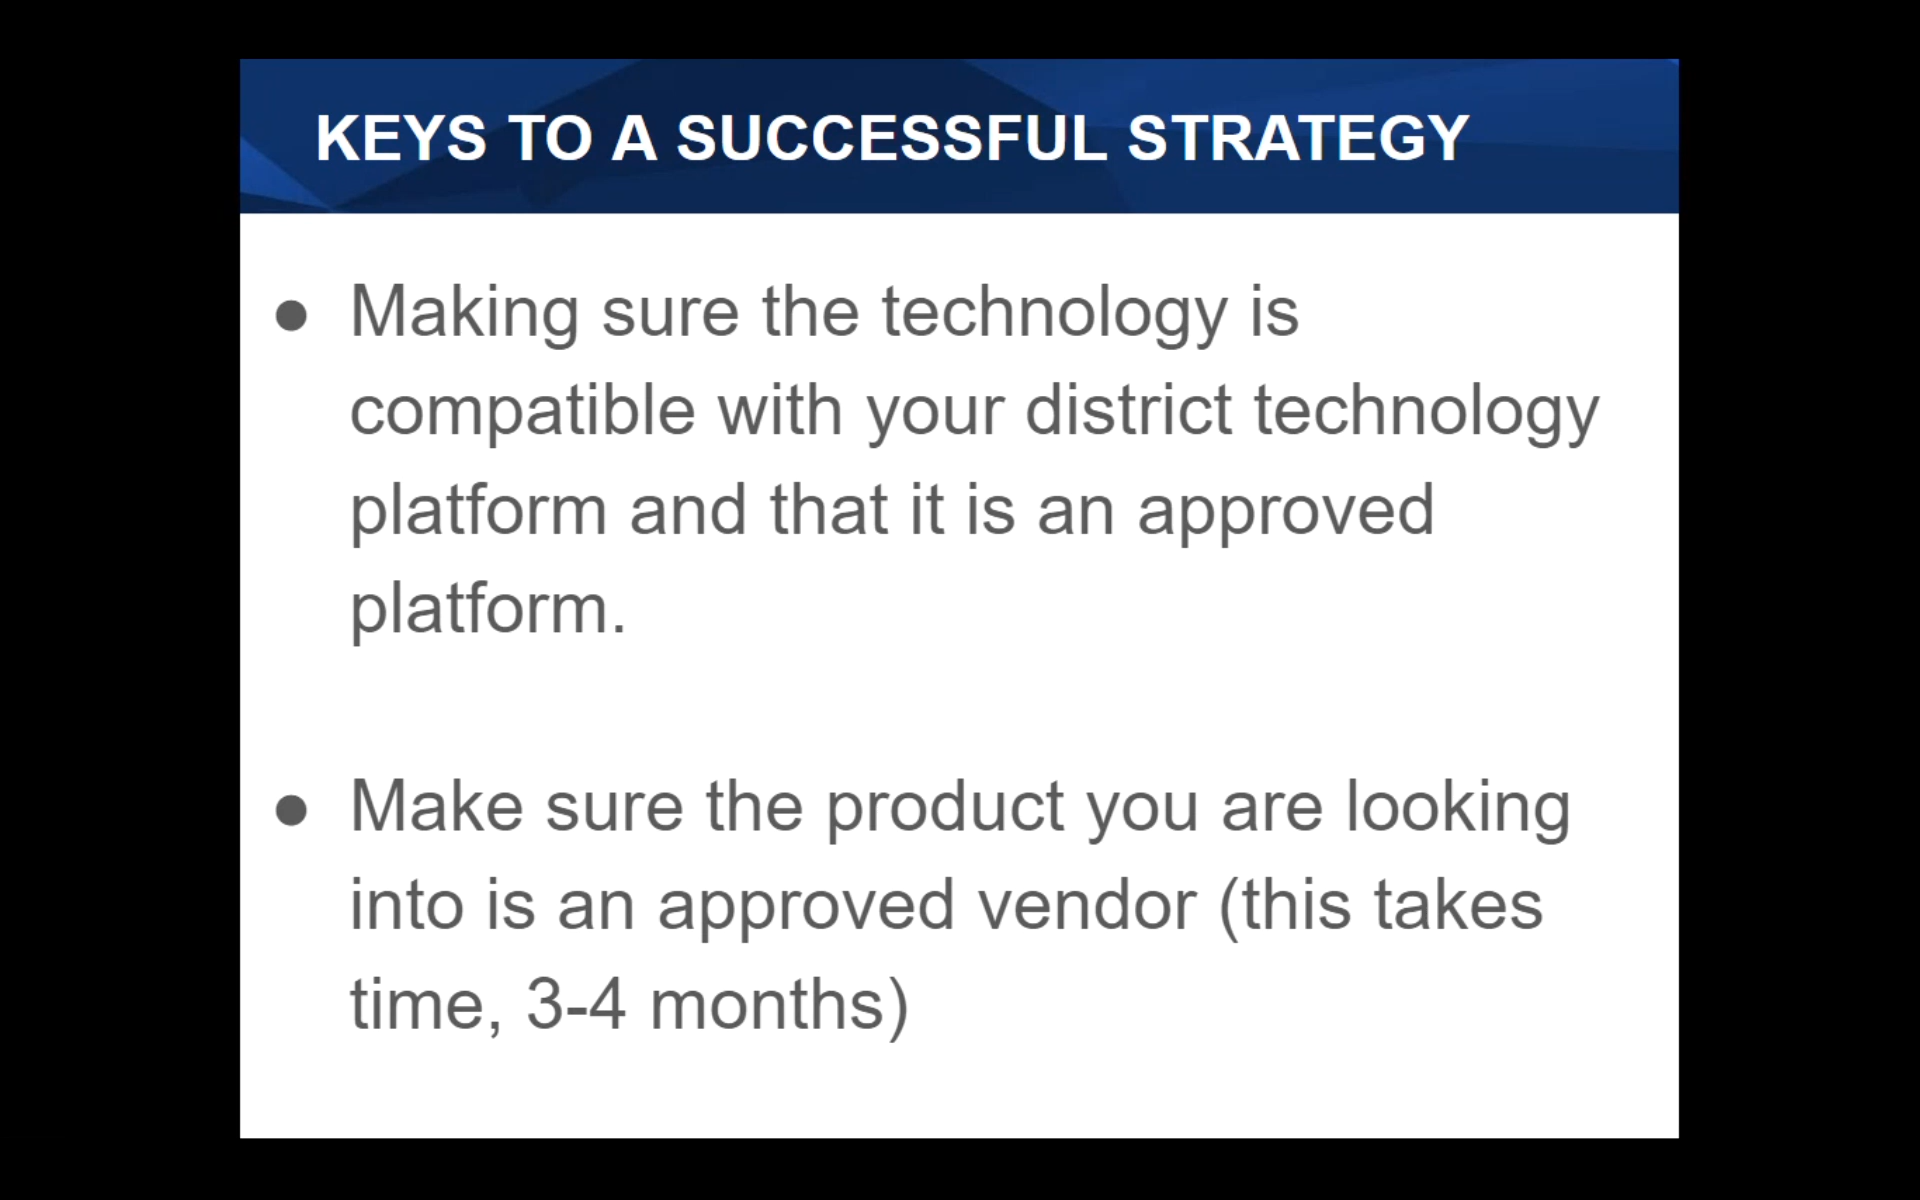 KEYS TO A SUCCESSFUL STRATEGY
● Making sure the technology is
compatible with your district technology
platform and that it is an approved
platform.
● Make sure the product you are looking
into is an approved vendor (this takes
time, 3-4 months)